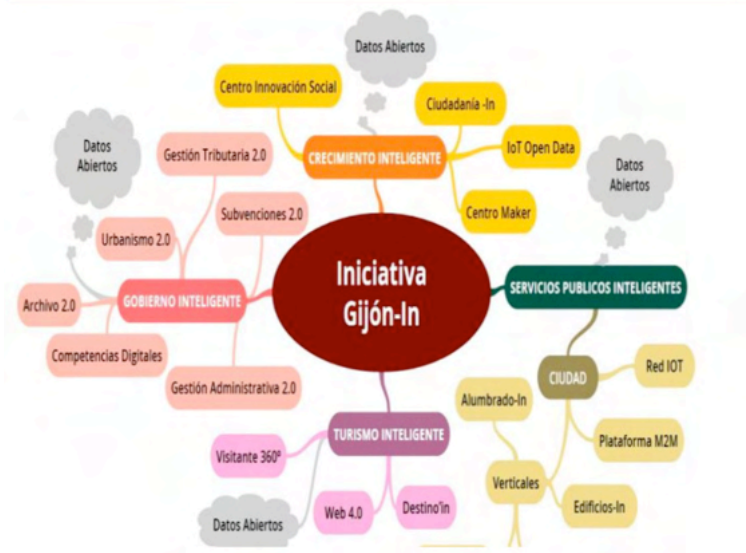 Datos Abiertos
Centro Innovación Social
Ciudadanía -In
CRECIMIENTO INTELIGENTE
IoT Open Data
Centro Maker
Datos
Abiertos
Gestión Tributaria 2.0
Subvenciones 2.0
Urbanismo 2.0
GOBIERNO INTELIGENTE
Archivo 2.0
Competencias Digitales
Gestión Administrativa 2.0
Iniciativa
Gijón-In
Datos
Abiertos
SERVICIOS PUBLICOS INTELIGENTES
CIUDAD
Red IOT
Alumbrado-In
Plataforma M2M
Verticales
Edificios-In
TURISMO INTELIGENTE
Visitante 360º
Datos Abiertos
Web 4.0
Destino'in